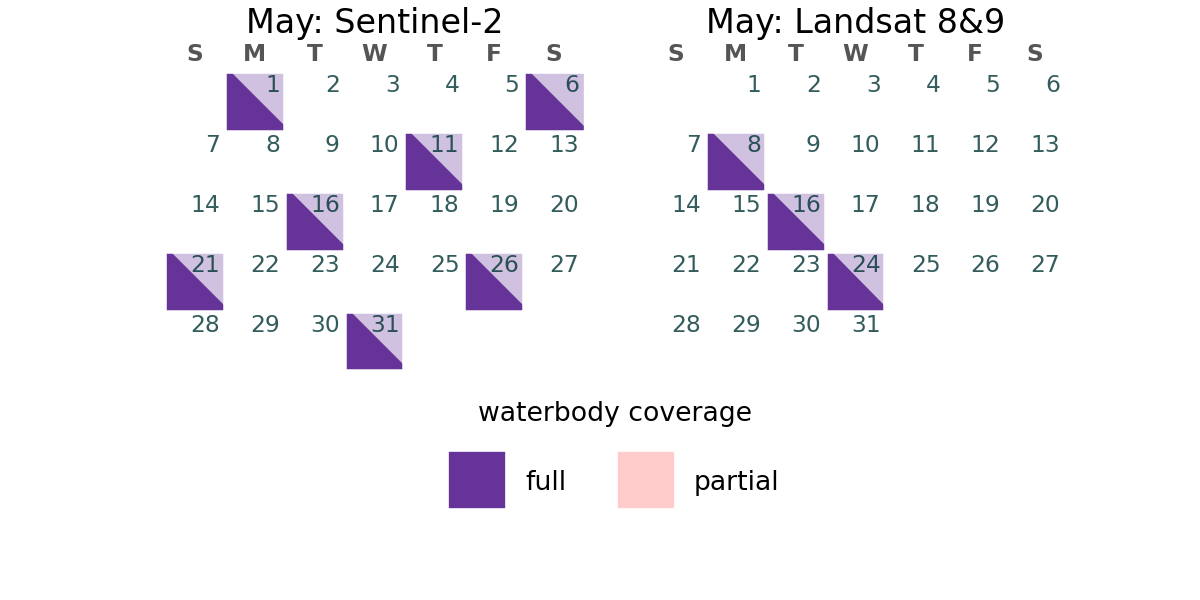 May: Sentinel-2
S M T W T F S
1 2 3 4 5 6
7 8 9 10 11 12 13
14 15 16 17 18 19 20
21 22 23 24 25 26 27
28 29 30 31
May: Landsat 8&9
S M T W T F S
1 2 3 4 5 6
7 8 9 10 11 12 13
14 15 16 17 18 19 20
21 22 23 24 25 26 27
28 29 30 31
waterbody coverage
full partial